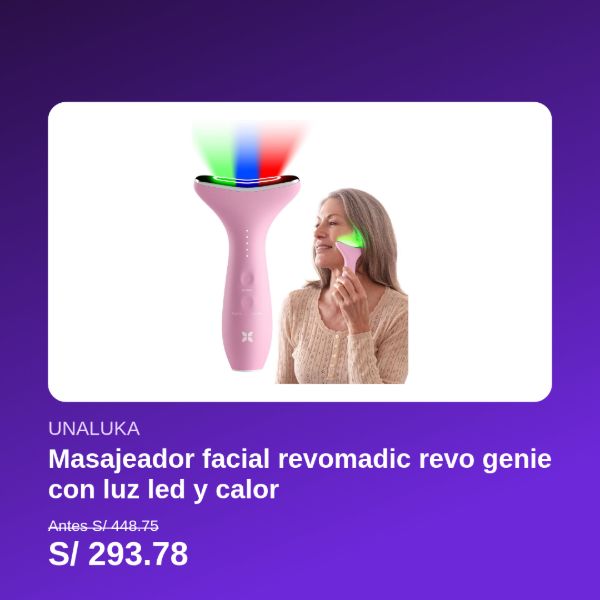 UNALUKA
Masajeador facial revomadic revo genie
con luz led y calor
Antes S/ 448.75
S/ 293.78